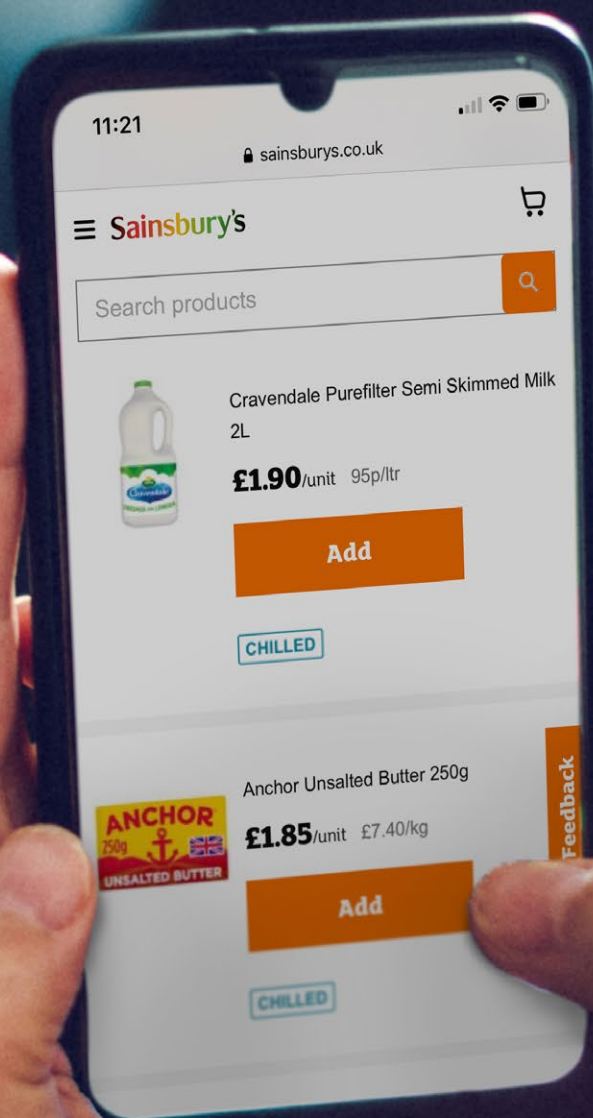 11:21
sainsburys.co.uk
Sainsbury's
Search products
Cravendale Purefilter Semi Skimmed Milk
2L
£1.90/unit 95p/ltr
Cravendale
Add
CHILLED
Anchor Unsalted Butter 250g
ANCHOR
250g
UNSALTED BUTTER
£1.85/unit £7.40/kg
Feedback
Add
CHILLED